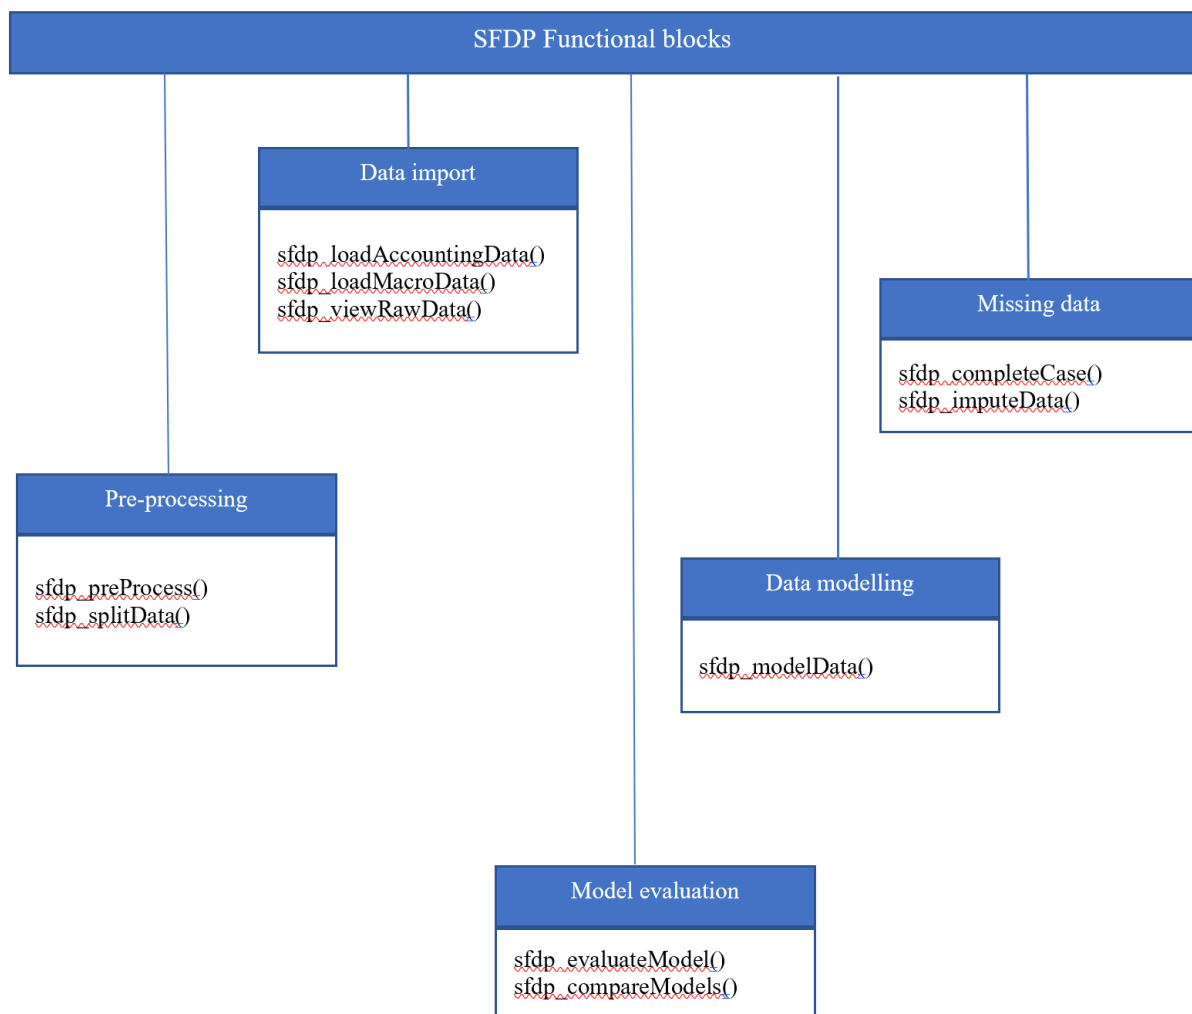 SFDP Functional blocks
Data import
sfdp_loadAccountingData()
sfdp_loadMacroData()
sfdp_viewRawData()
Missing data
sfdp_completeCase()
sfdp_imputeData()
Pre-processing
sfdp_preProcess()
sfdp_splitData()
Data modelling
sfdp_modelData()
Model evaluation
sfdp_evaluateModel()
sfdp_compareModels()